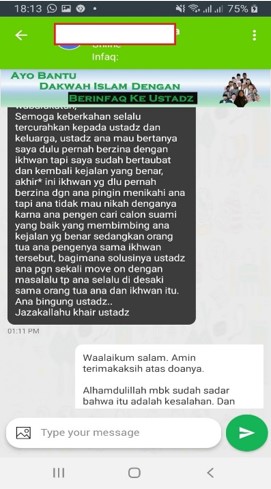 18:13
75%
Online
Infaq:
AYO BANTU
DAKWAH ISLAM DENGAN
BERINFAQ KE USTADZ
Semoga keberkahan selalu
tercurahkan kepada ustadz dan
keluarga, ustadz ana mau bertanya
saya dulu pernah berzina dengan
ikhwan tapi saya sudah bertaubat
dan kembali kejalan yang benar,
akhir* ini ikhwan yg dlu pernah
berzina dgn ana pingin menikahi ana
tapi ana tidak mau nikah denganya
karna ana pengen cari calon suami
yang baik yang membimbing ana
kejalan yg benar sedangkan orang
tua ana pengenya sama ikhwan
tersebut, bagimana solusinya ustadz
ana pgn sekali move on dengan
masalalu tp ana selalu di desaki
sama orang tua ana dan ikhwan itu.
Ana bingung ustadz..
Jazakallahu khair ustadz
01:11 PM
Waalaikum salam. Amin
terimakaksih atas doanya.
Alhamdulillah mbk sudah sadar
bahwa itu adalah kesalahan. Dan
Type your message